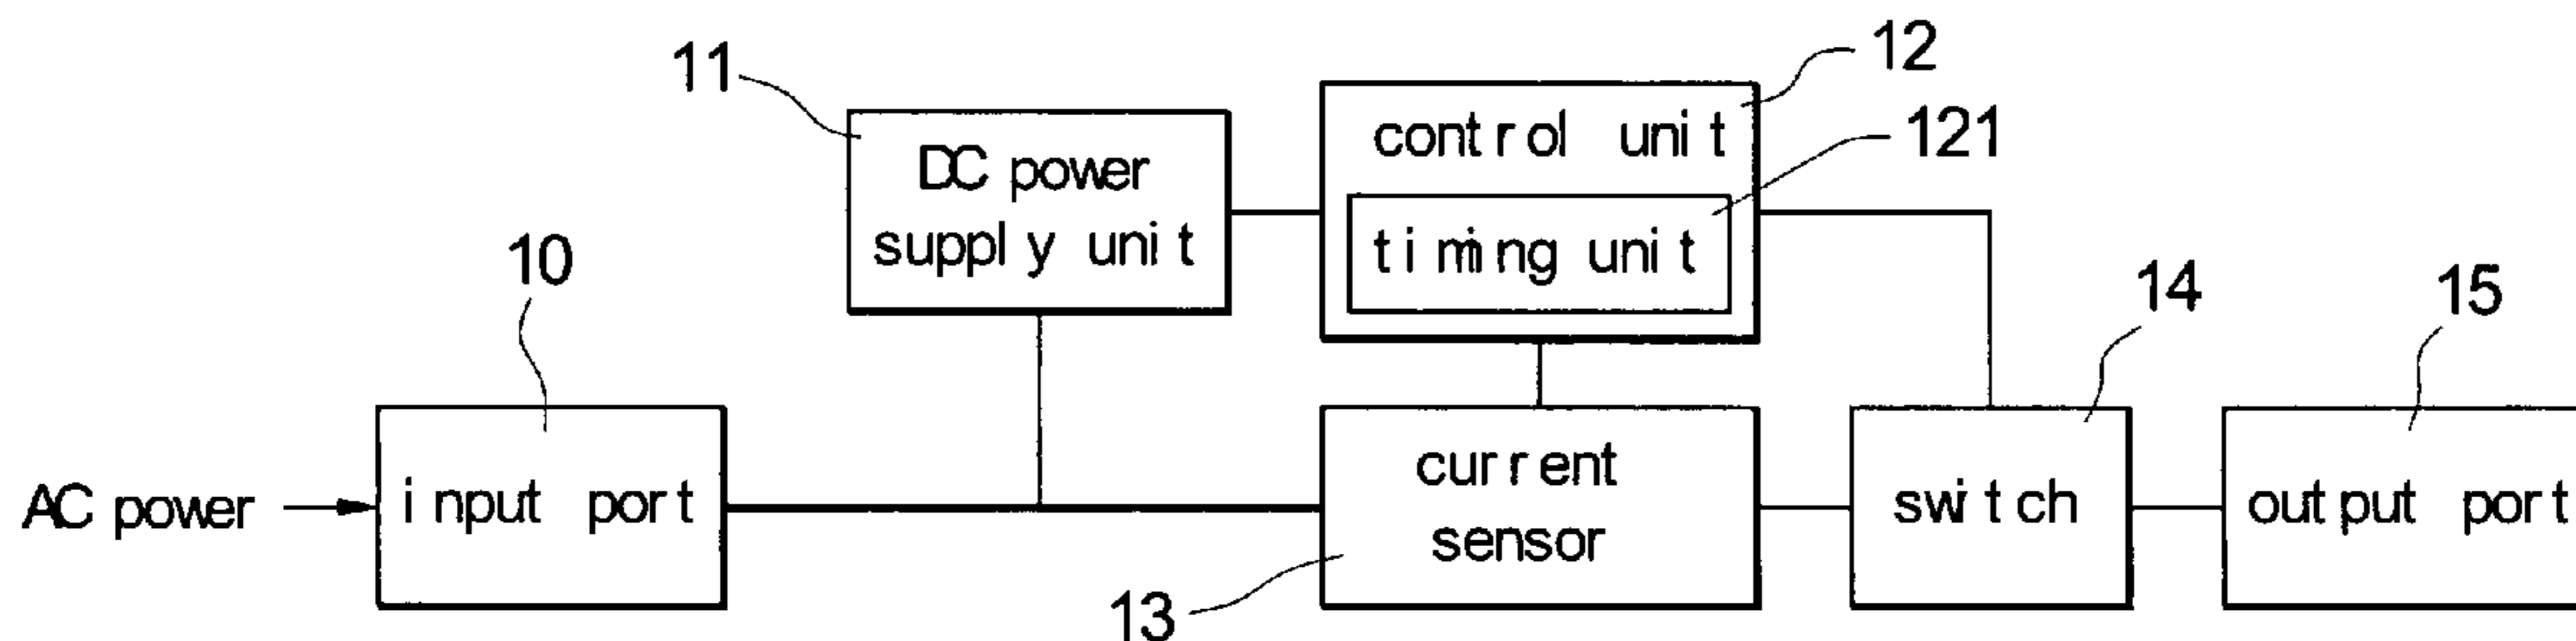 11
12
121
control unit
DC power
supply unit
timing unit
10
14
15
AC power
input port
current
sensor
switch
output port
13